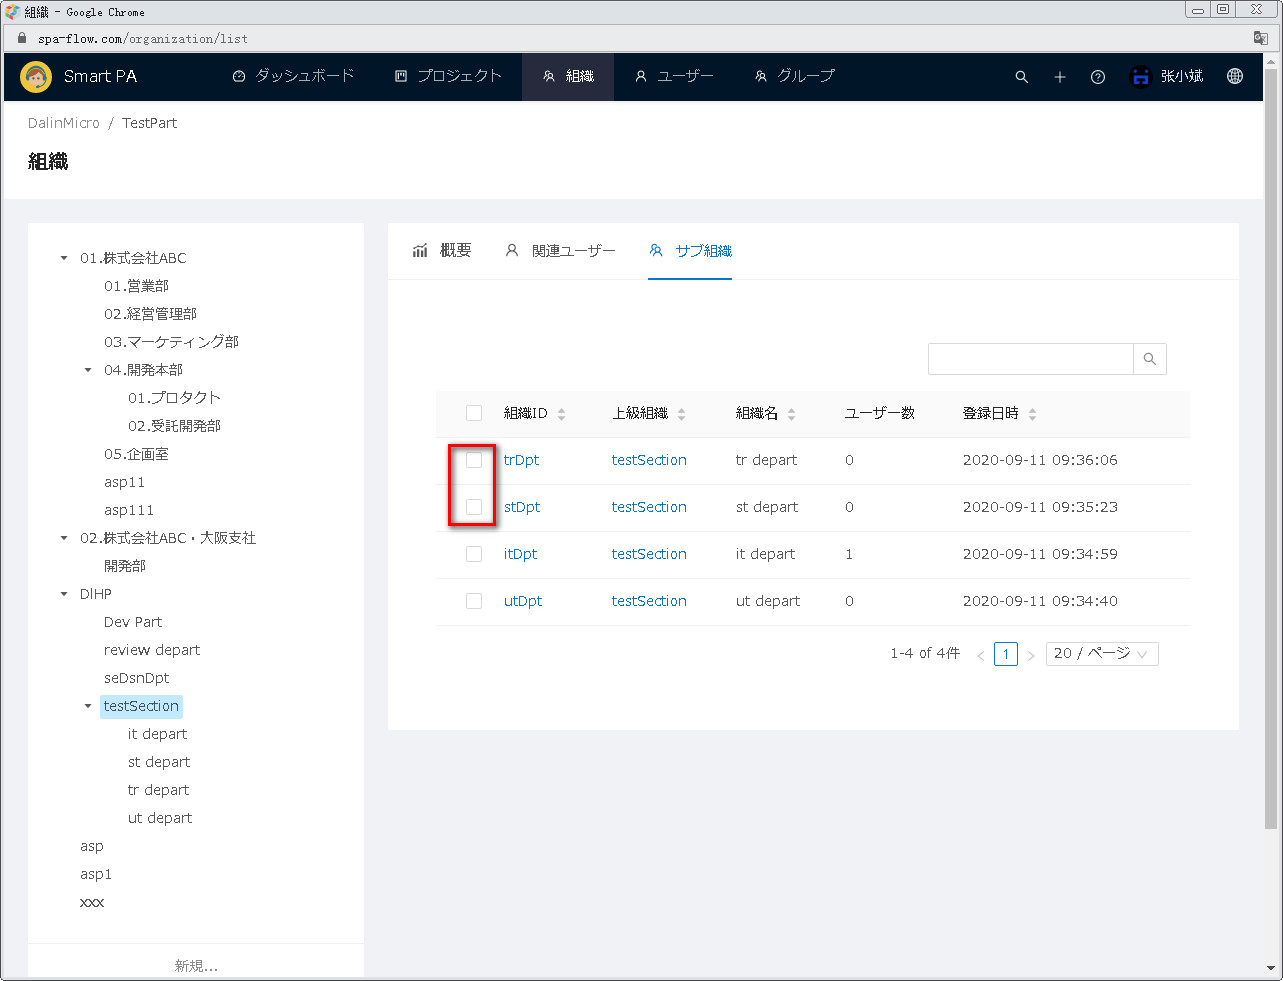 組織 - Google Chrome
spa-flow.com/organization/list
Smart PA ダッシュボード プロジェクト 組織 ユーザー グループ 张小斌
DalinMicro / TestPart
組織
01.株式会社ABC
01.営業部
02.経営管理部
03.マーケティング部
04.開発本部
01.プロタクト
02.受託開発部
05.企画室
asp11
asp111
02.株式会社ABC・大阪支社
開発部
DlHP
Dev Part
review depart
seDsnDpt
testSection
it depart
st depart
tr depart
ut depart
asp
asp1
xxx
新規...
概要 関連ユーザー サブ組織
組織ID 上級組織 組織名 ユーザー数 登録日時
trDpt testSection tr depart 0 2020-09-11 09:36:06
stDpt testSection st depart 0 2020-09-11 09:35:23
itDpt testSection it depart 1 2020-09-11 09:34:59
utDpt testSection ut depart 0 2020-09-11 09:34:40
1-4 of 4件 < 1 > 20 / ページ